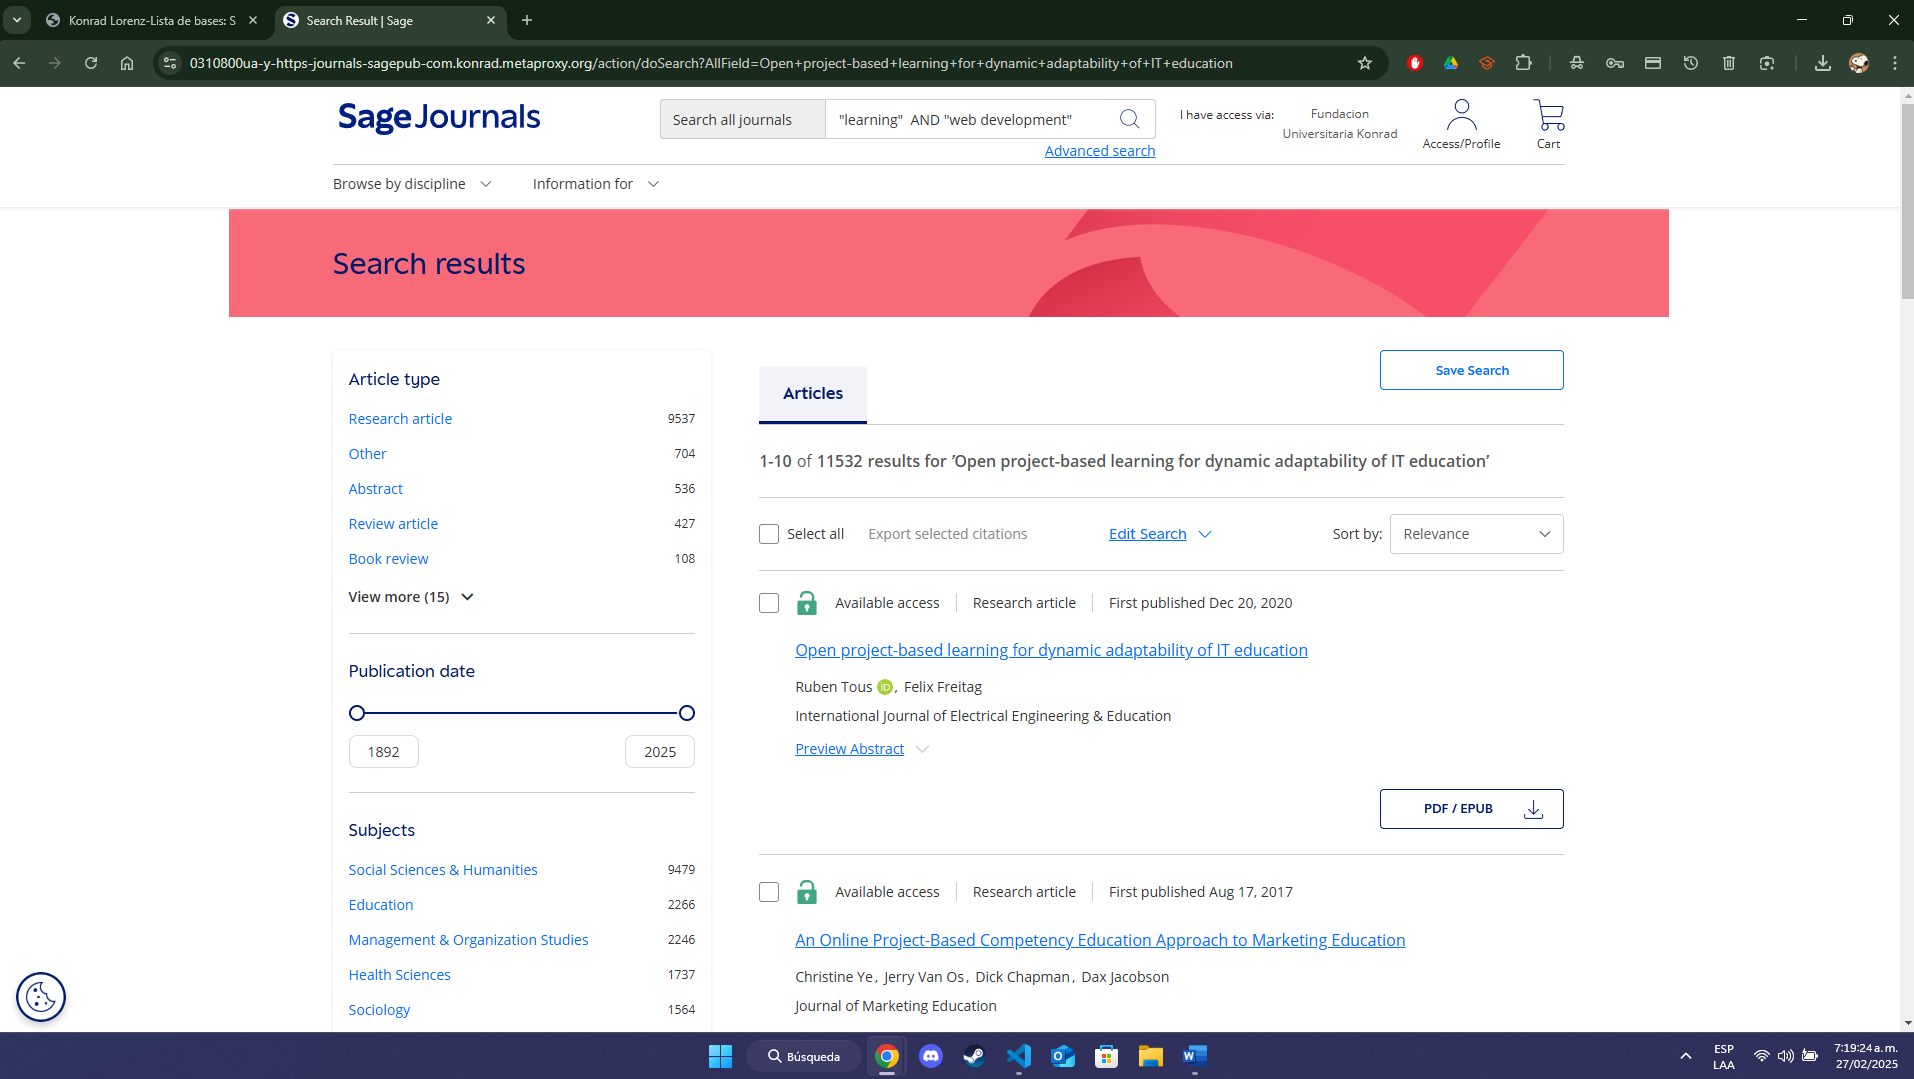 Konrad Lorenz-Lista de bases: S
Search Result | Sage
0310800ua-y-https-journals-sagepub-com.konrad.metaproxy.org/action/doSearch?AllField=Open+project-based+learning+for+dynamic+adaptability+of+IT+education
Sage Journals
Search all journals
"learning" AND "web development"
Advanced search
I have access via:
Fundacion
Universitaria Konrad
Access/Profile
Cart
Browse by discipline
Information for
Search results
Article type
Research article 9537
Other 704
Abstract 536
Review article 427
Book review 108
View more (15)
Publication date
1892 2025
Subjects
Social Sciences & Humanities 9479
Education 2266
Management & Organization Studies 2246
Health Sciences 1737
Sociology 1564
Save Search
Articles
1-10 of 11532 results for 'Open project-based learning for dynamic adaptability of IT education'
Select all Export selected citations Edit Search Sort by: Relevance
Available access Research article First published Dec 20, 2020
Open project-based learning for dynamic adaptability of IT education
Ruben Tous iD, Felix Freitag
International Journal of Electrical Engineering & Education
Preview Abstract
PDF / EPUB
Available access Research article First published Aug 17, 2017
An Online Project-Based Competency Education Approach to Marketing Education
Christine Ye, Jerry Van Os, Dick Chapman, Dax Jacobson
Journal of Marketing Education
Búsqueda
ESP
LAA
7:19:24 a. m.
27/02/2025